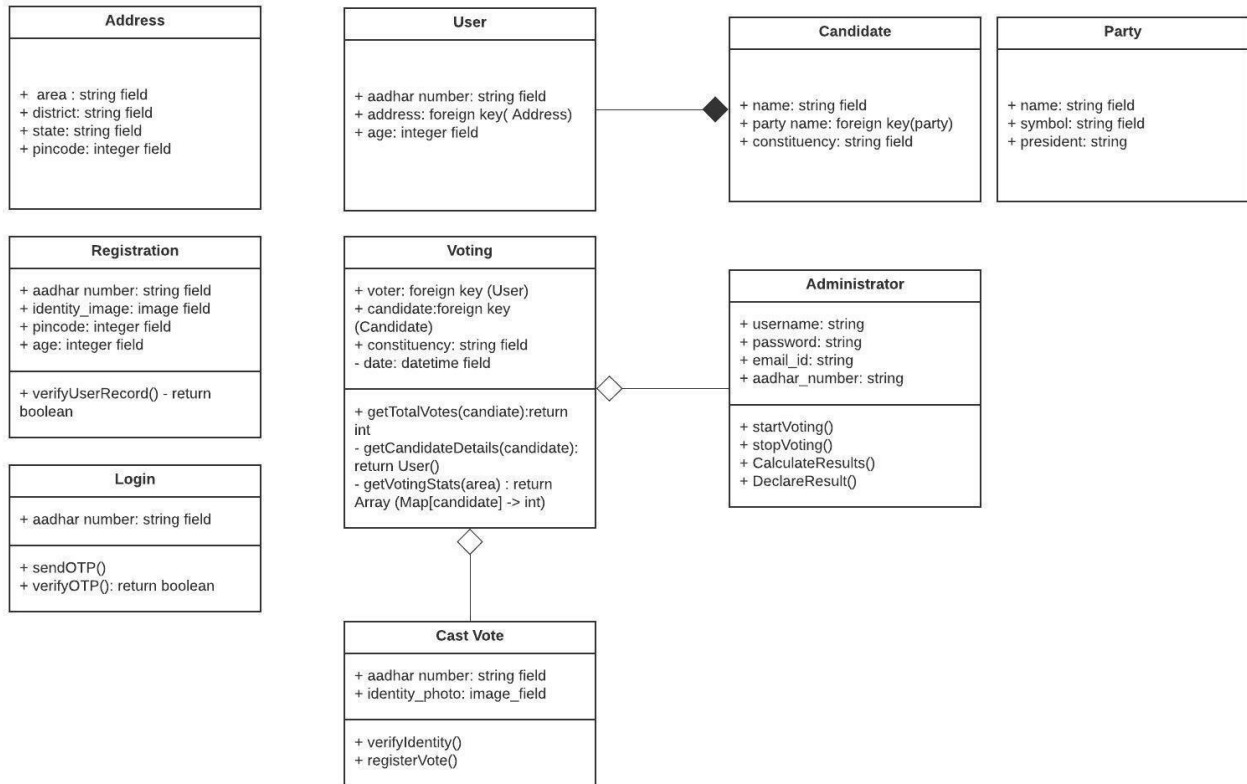 Address
+  area : string field
+ district: string field
+ state: string field
+ pincode: integer field
User
+ aadhar number: string field
+ address: foreign key( Address)
+ age: integer field
Candidate
+ name: string field
+ party name: foreign key(party)
+ constituency: string field
Party
+ name: string field
+ symbol: string field
+ president: string
Registration
+ aadhar number: string field
+ identity_image: image field
+ pincode: integer field
+ age: integer field
+ verifyUserRecord() - return
boolean
Voting
+ voter: foreign key (User)
+ candidate:foreign key
(Candidate)
+ constituency: string field
- date: datetime field
+ getTotalVotes(candiate):return
int
- getCandidateDetails(candidate):
return User()
- getVotingStats(area) : return
Array (Map[candidate] -> int)
Administrator
+ username: string
+ password: string
+ email_id: string
+ aadhar_number: string
+ startVoting()
+ stopVoting()
+ CalculateResults()
+ DeclareResult()
Login
+ aadhar number: string field
+ sendOTP()
+ verifyOTP(): return boolean
Cast Vote
+ aadhar number: string field
+ identity_photo: image_field
+ verifyIdentity()
+ registerVote()